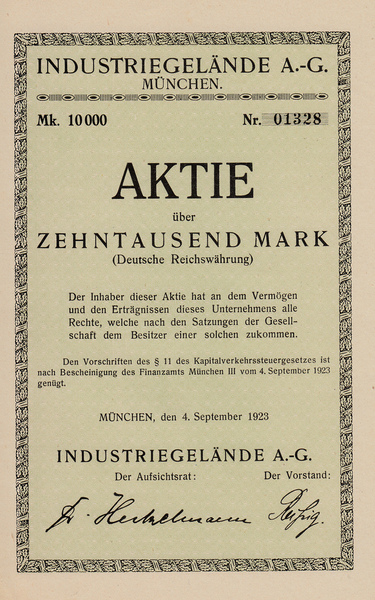 INDUSTRIEGELÄNDE A.-G.
MÜNCHEN.
Mk. 10 000 Nr. 01328
AKTIE
über
ZEHNTAUSEND MARK
(Deutsche Reichswährung)
Der Inhaber dieser Aktie hat an dem Vermögen
und den Erträgnissen dieses Unternehmens alle
Rechte, welche nach den Satzungen der Gesell-
schaft dem Besitzer einer solchen zukommen.
Den Vorschriften des § 11 des Kapitalverkehrssteuergesetzes ist
nach Bescheinigung des Finanzamts München III vom 4. September 1923
genügt.
MÜNCHEN, den 4. September 1923
INDUSTRIEGELÄNDE A.-G.
Der Aufsichtsrat: Der Vorstand: